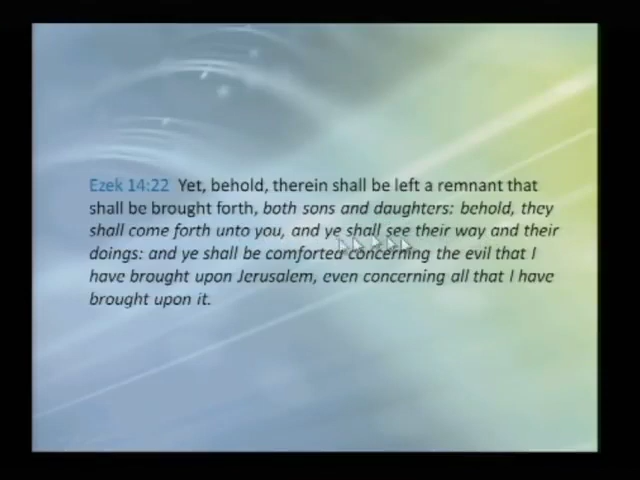 Ezek 14:22 Yet, behold, therein shall be left a remnant that
shall be brought forth, both sons and daughters: behold, they
shall come forth unto you, and ye shall see their way and their
doings: and ye shall be comforted concerning the evil that I
have brought upon Jerusalem, even concerning all that I have
brought upon it.